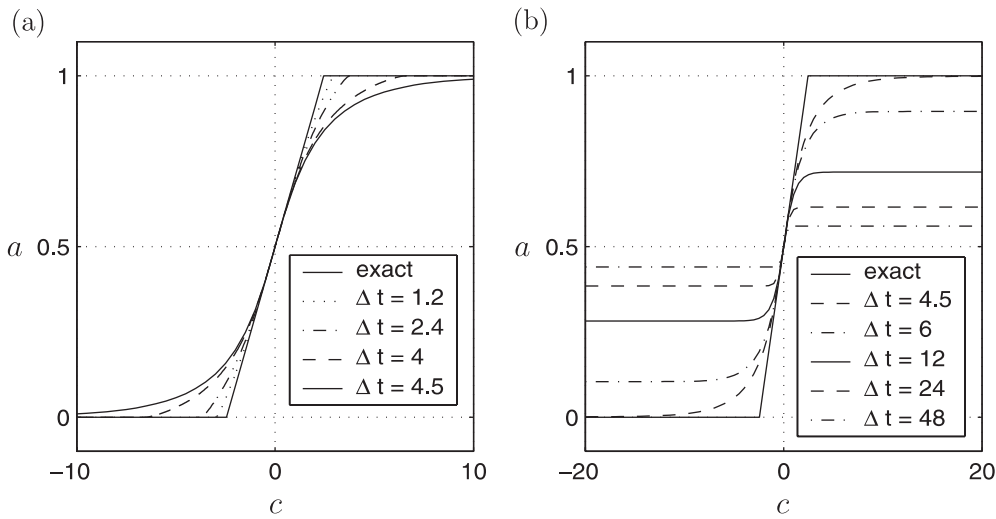 (a)
1
a
0.5
0
−10
0
10
c
exact
Δ t = 1.2
Δ t = 2.4
Δ t = 4
Δ t = 4.5
(b)
1
a
0.5
0
−20
0
20
c
exact
Δ t = 4.5
Δ t = 6
Δ t = 12
Δ t = 24
Δ t = 48